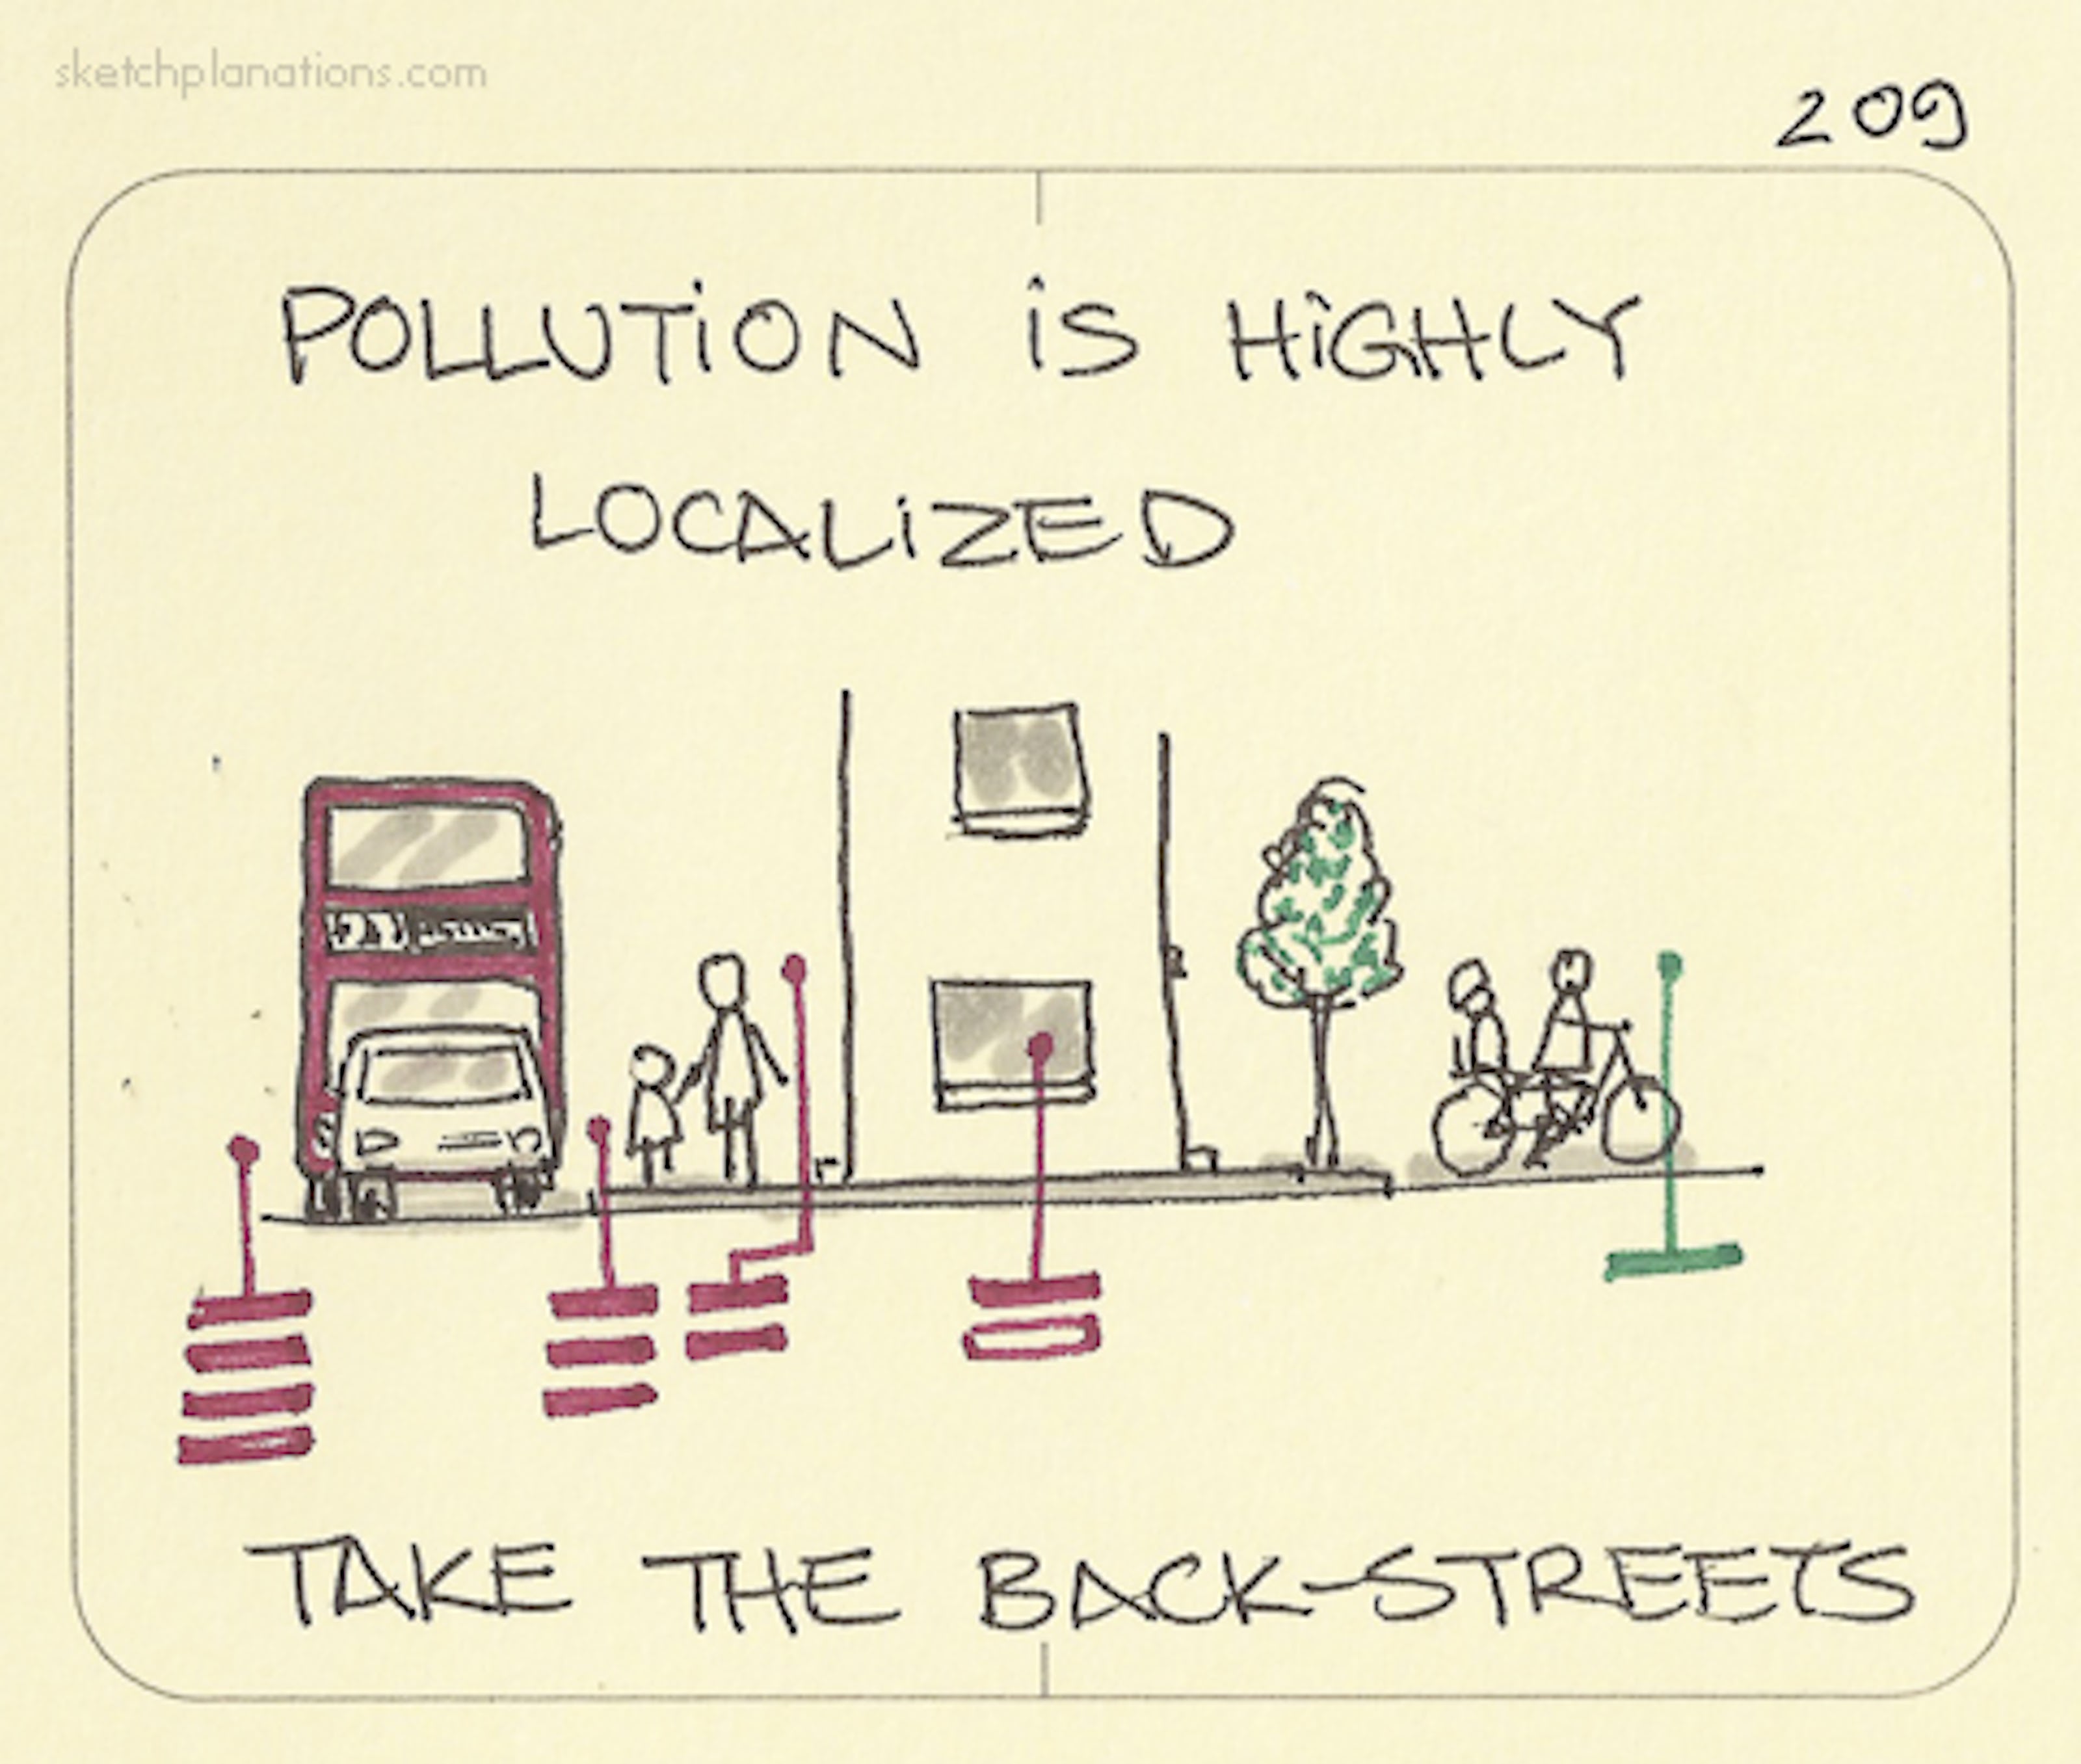 sketchplanations.com
209
POLLUTION IS HIGHLY
LOCALIZED
TAKE THE BACK-STREETS